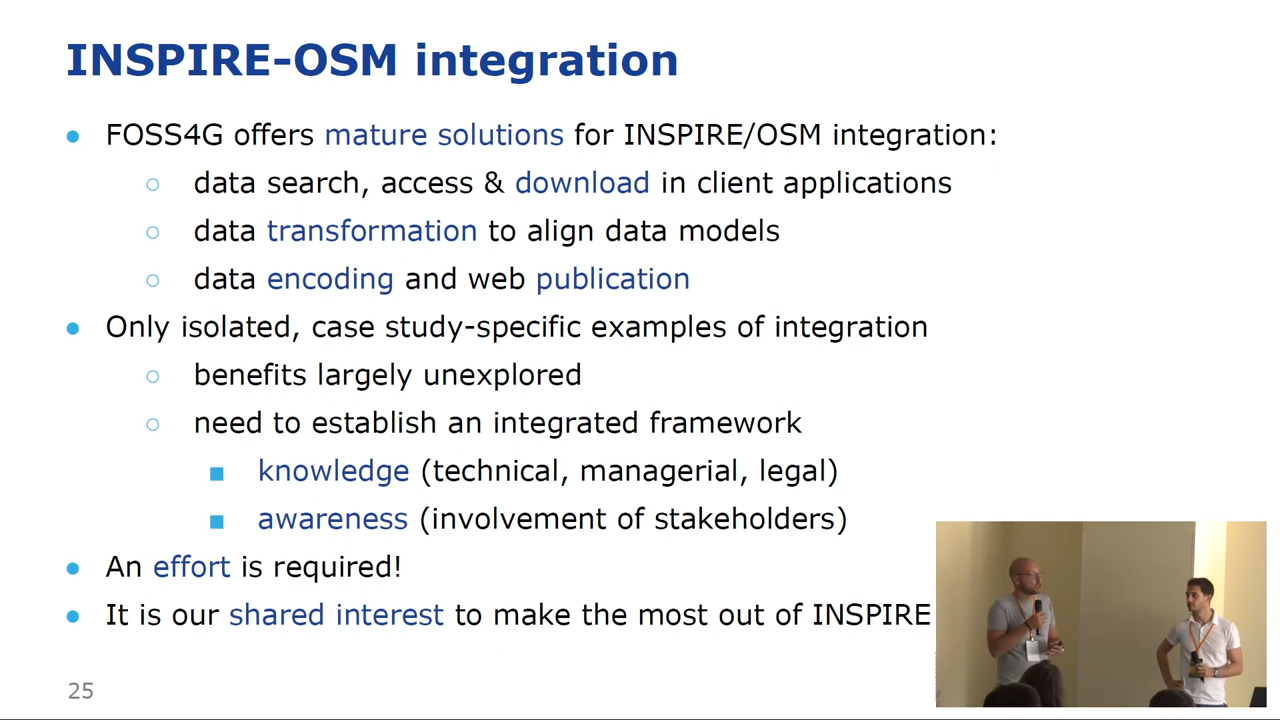 INSPIRE-OSM integration
● FOSS4G offers mature solutions for INSPIRE/OSM integration:
○ data search, access & download in client applications
○ data transformation to align data models
○ data encoding and web publication
● Only isolated, case study-specific examples of integration
○ benefits largely unexplored
○ need to establish an integrated framework
■ knowledge (technical, managerial, legal)
■ awareness (involvement of stakeholders)
● An effort is required!
● It is our shared interest to make the most out of INSPIRE
25